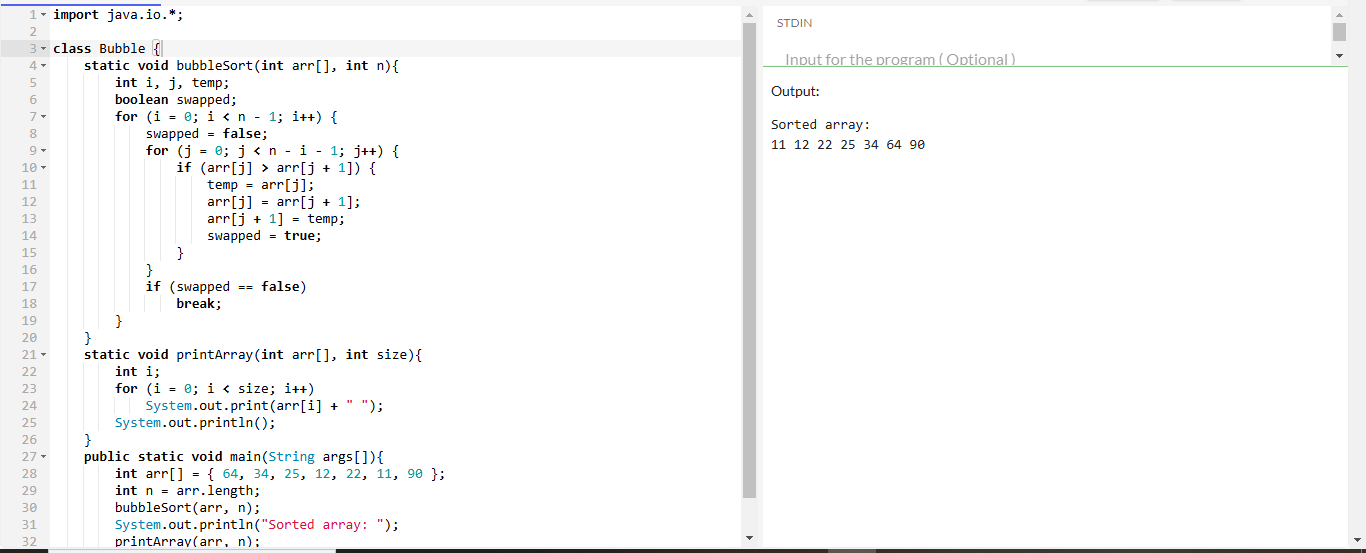 1 import java.io.*;
2
3 class Bubble {
4 static void bubbleSort(int arr[], int n){
5 int i, j, temp;
6 boolean swapped;
7 for (i = 0; i < n - 1; i++) {
8 swapped = false;
9 for (j = 0; j < n - i - 1; j++) {
10 if (arr[j] > arr[j + 1]) {
11 temp = arr[j];
12 arr[j] = arr[j + 1];
13 arr[j + 1] = temp;
14 swapped = true;
15 }
16 }
17 if (swapped == false)
18 break;
19 }
20 }
21 static void printArray(int arr[], int size){
22 int i;
23 for (i = 0; i < size; i++)
24 System.out.print(arr[i] + " ");
25 System.out.println();
26 }
27 public static void main(String args[]){
28 int arr[] = { 64, 34, 25, 12, 22, 11, 90 };
29 int n = arr.length;
30 bubbleSort(arr, n);
31 System.out.println("Sorted array: ");
32 printArray(arr, n);
STDIN
Input for the program ( Optional )
Output:
Sorted array:
11 12 22 25 34 64 90